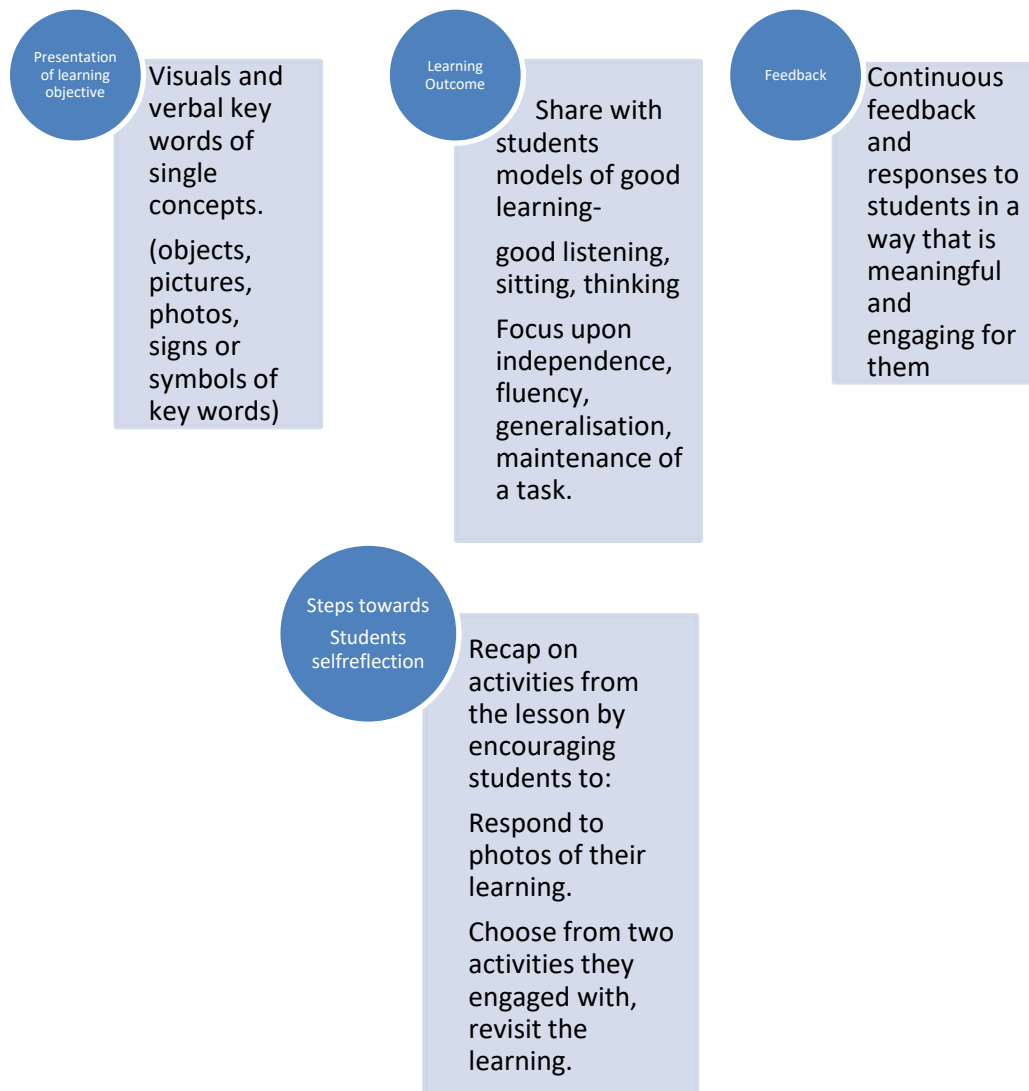 Presentation
of learning
objective
Visuals and
verbal key
words of
single
concepts.
(objects,
pictures,
photos,
signs or
symbols of
key words)
Learning
Outcome
Share with
students
models of good
learning-
good listening,
sitting, thinking
Focus upon
independence,
fluency,
generalisation,
maintenance of
a task.
Feedback
Continuous
feedback
and
responses to
students in a
way that is
meaningful
and
engaging for
them
Steps towards
Students
selfreflection
Recap on
activities from
the lesson by
encouraging
students to:
Respond to
photos of their
learning.
Choose from two
activities they
engaged with,
revisit the
learning.